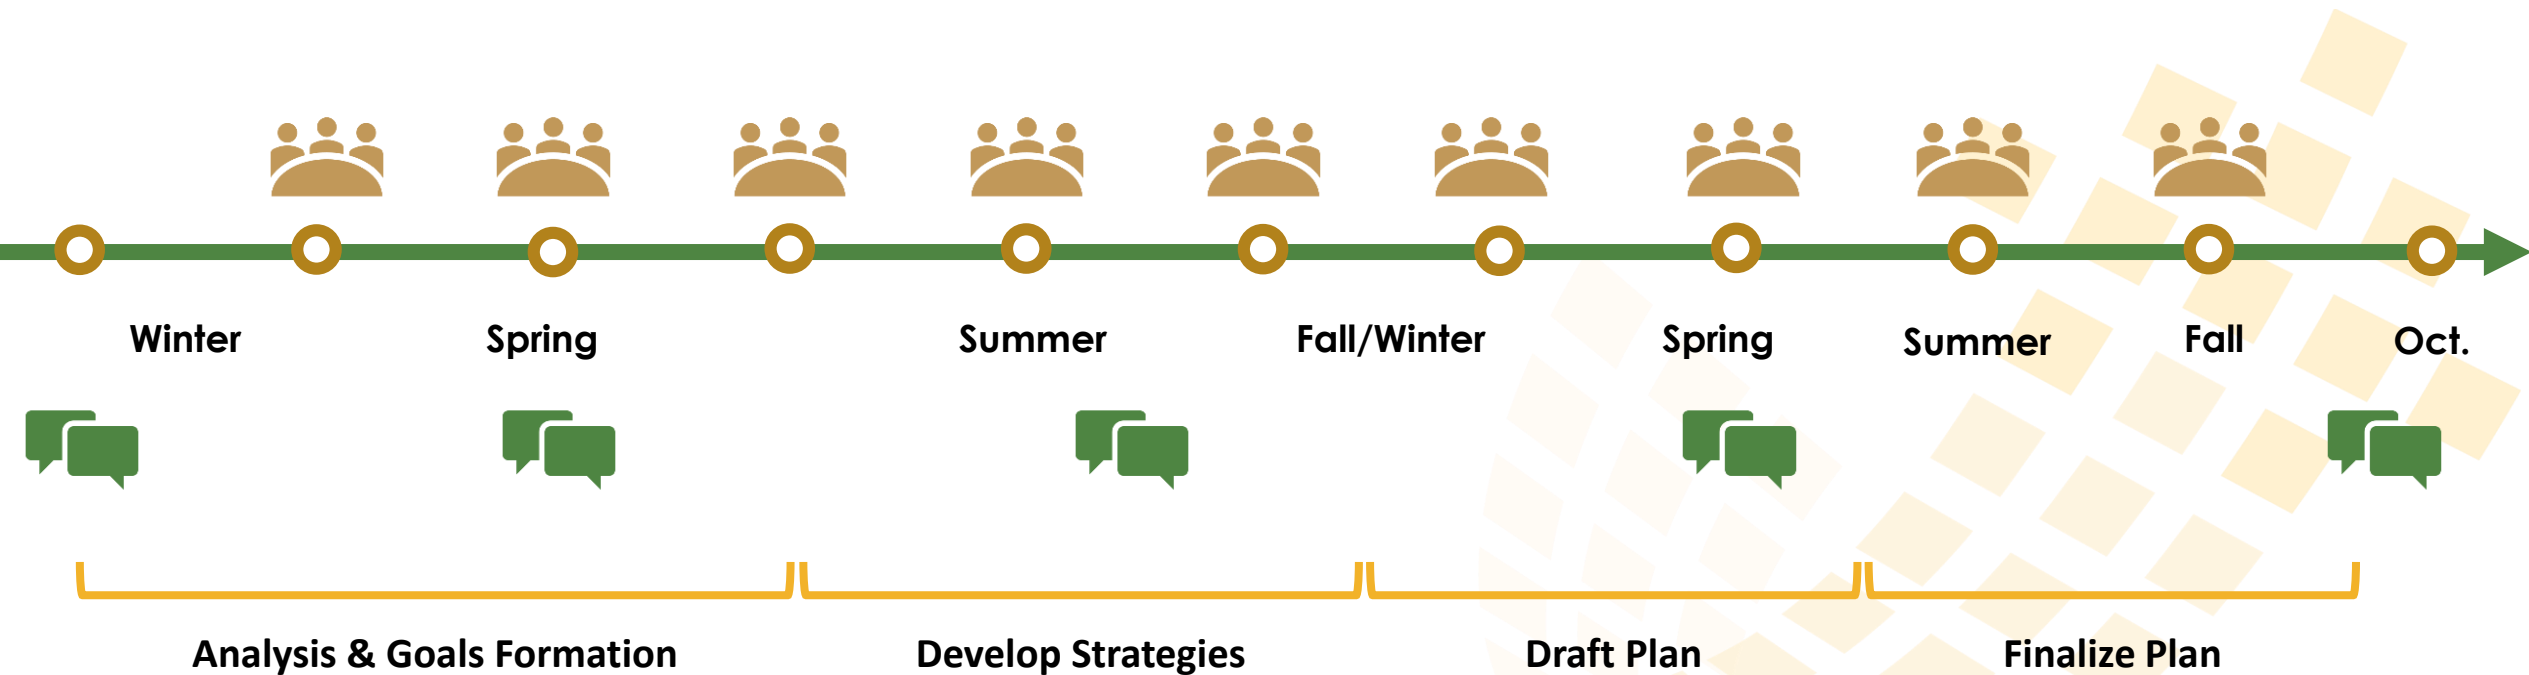 Winter Spring Summer Fall/Winter Spring Summer Fall Oct.
Analysis & Goals Formation Develop Strategies Draft Plan Finalize Plan